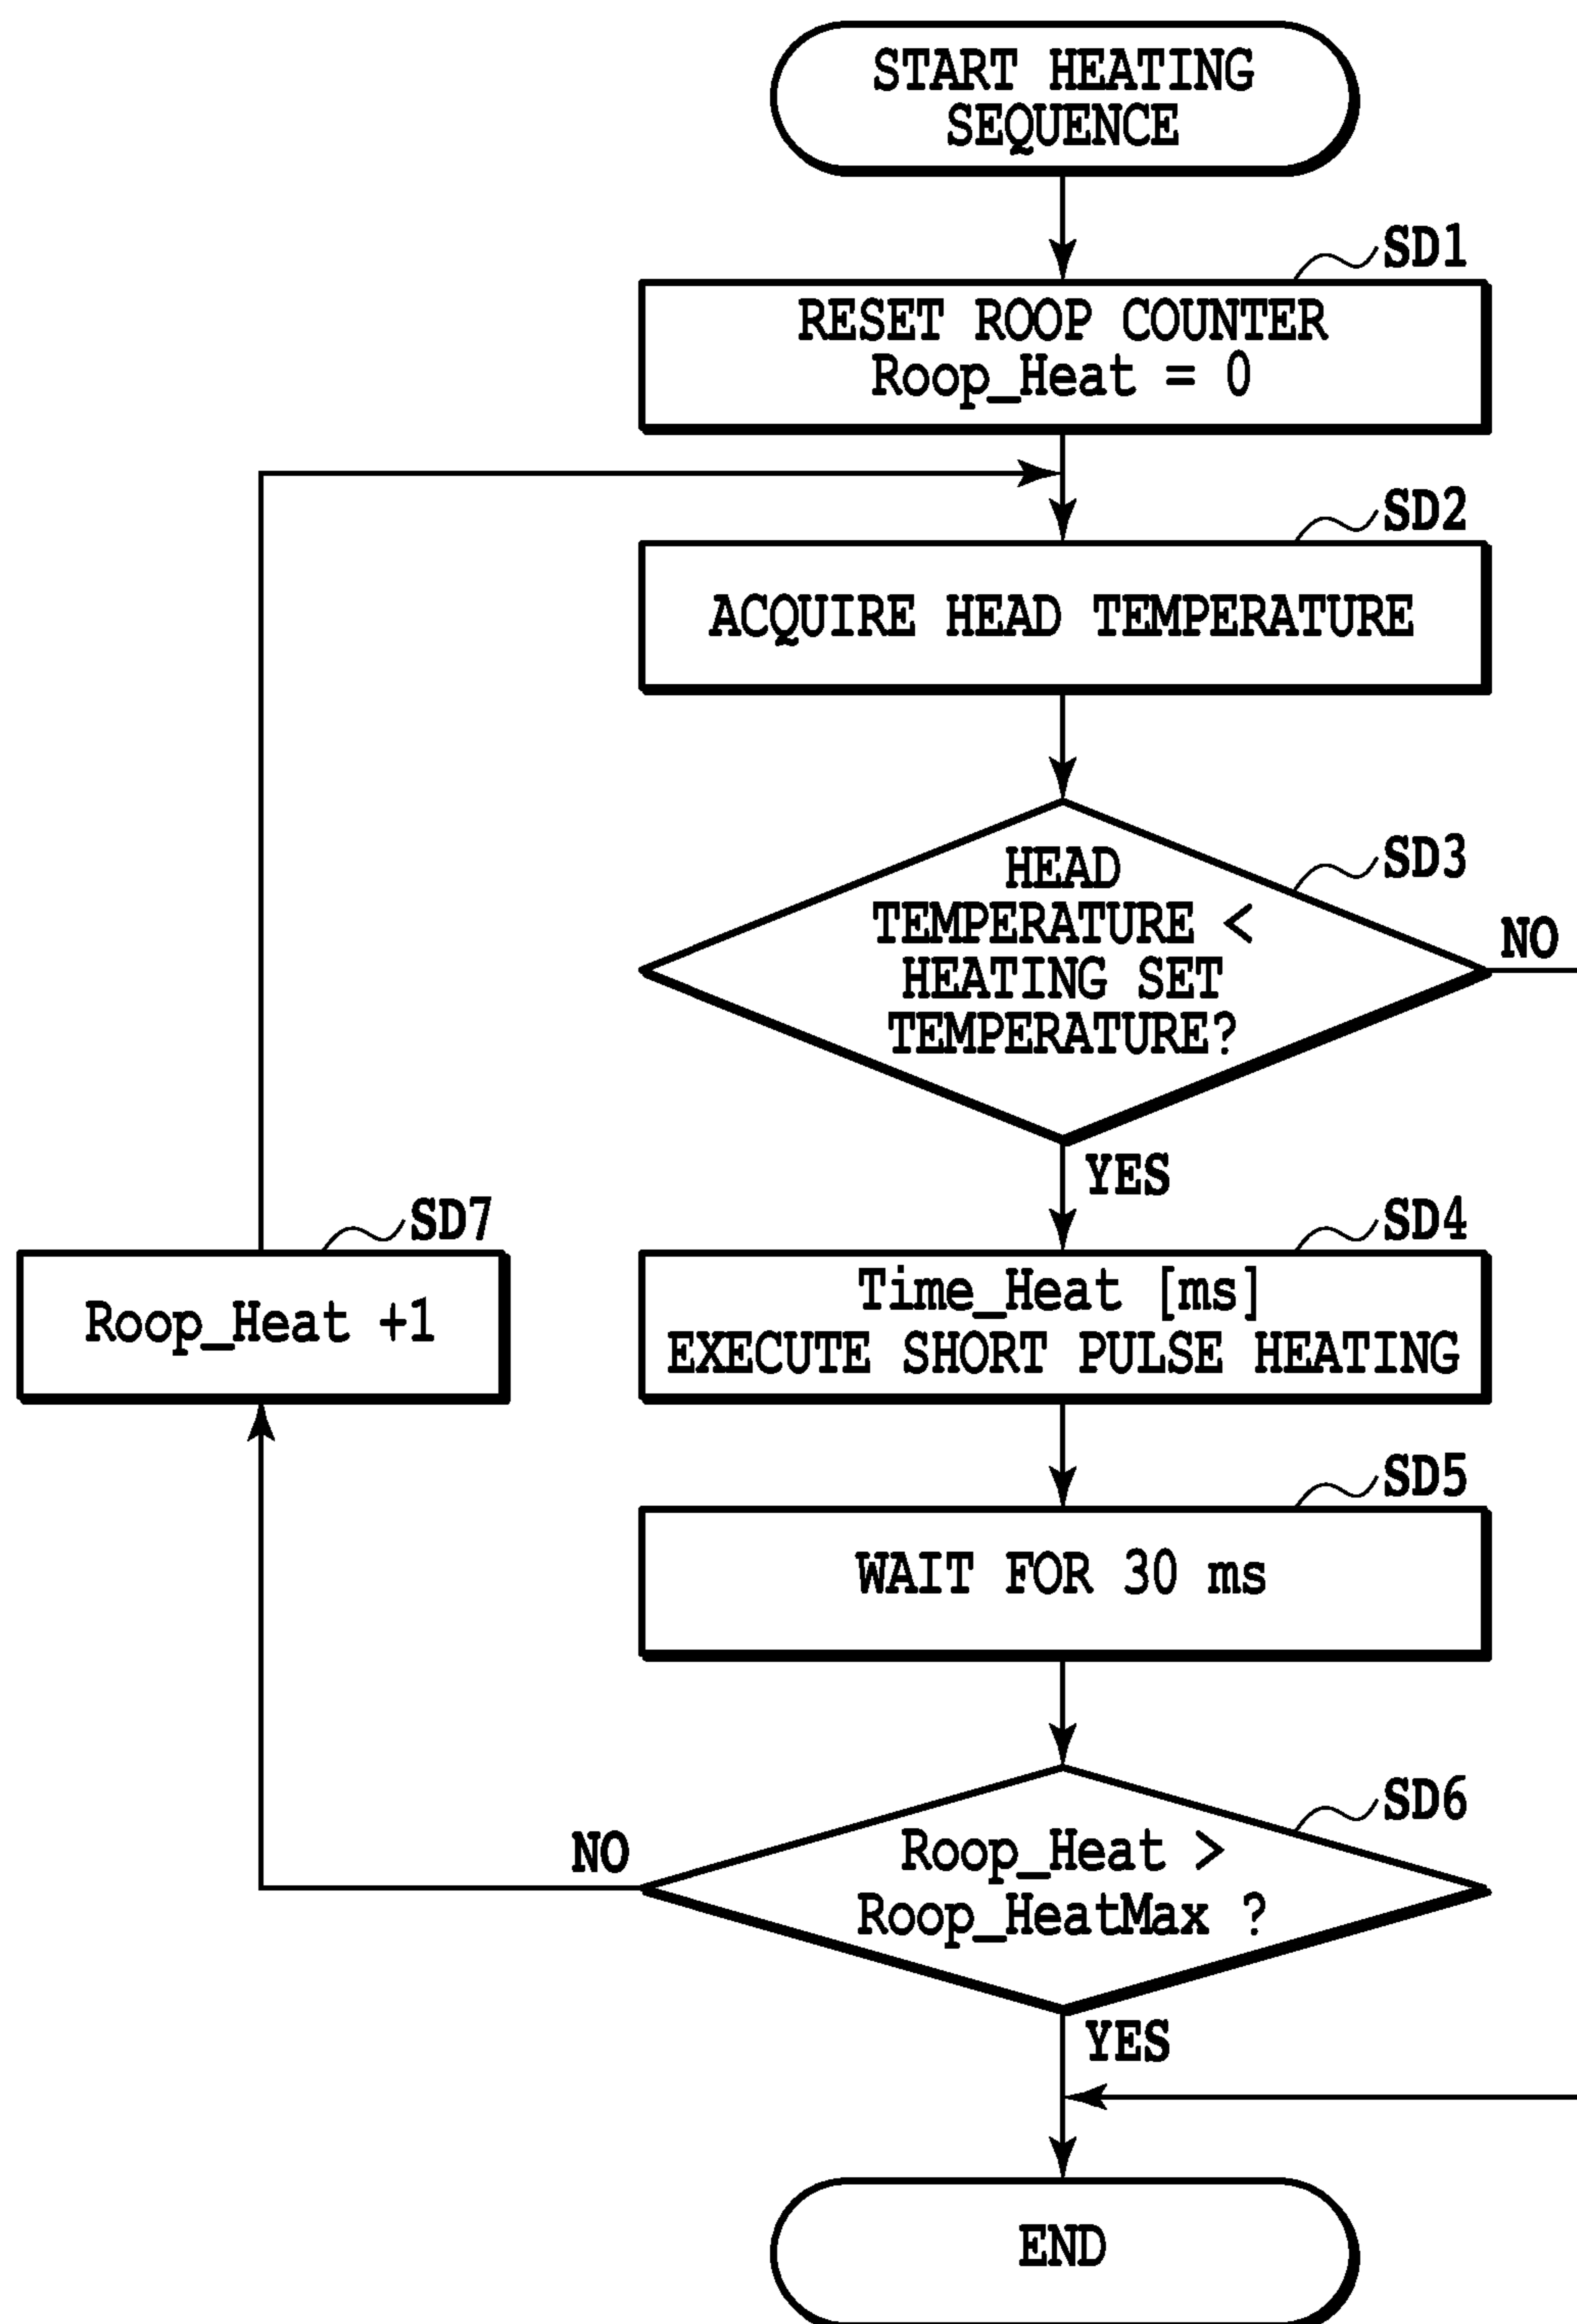 START HEATING
SEQUENCE
SD1
RESET ROOP COUNTER
Roop_Heat = 0
SD2
ACQUIRE HEAD TEMPERATURE
SD3
HEAD
TEMPERATURE <
HEATING SET
TEMPERATURE?
NO
YES
SD7
Roop_Heat +1
SD4
Time_Heat [ms]
EXECUTE SHORT PULSE HEATING
SD5
WAIT FOR 30 ms
SD6
NO
Roop_Heat >
Roop_HeatMax ?
YES
END